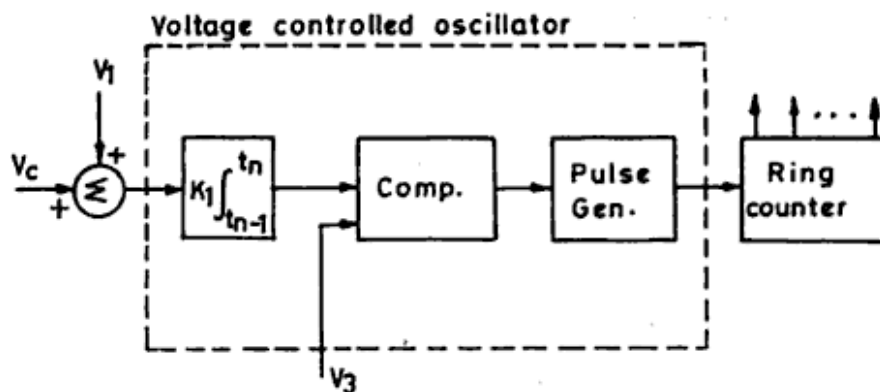 Voltage controlled oscillator
V1
+
Vc
+
Σ
K1 ∫ tn tn-1
Comp.
Pulse Gen.
Ring counter
...
V3